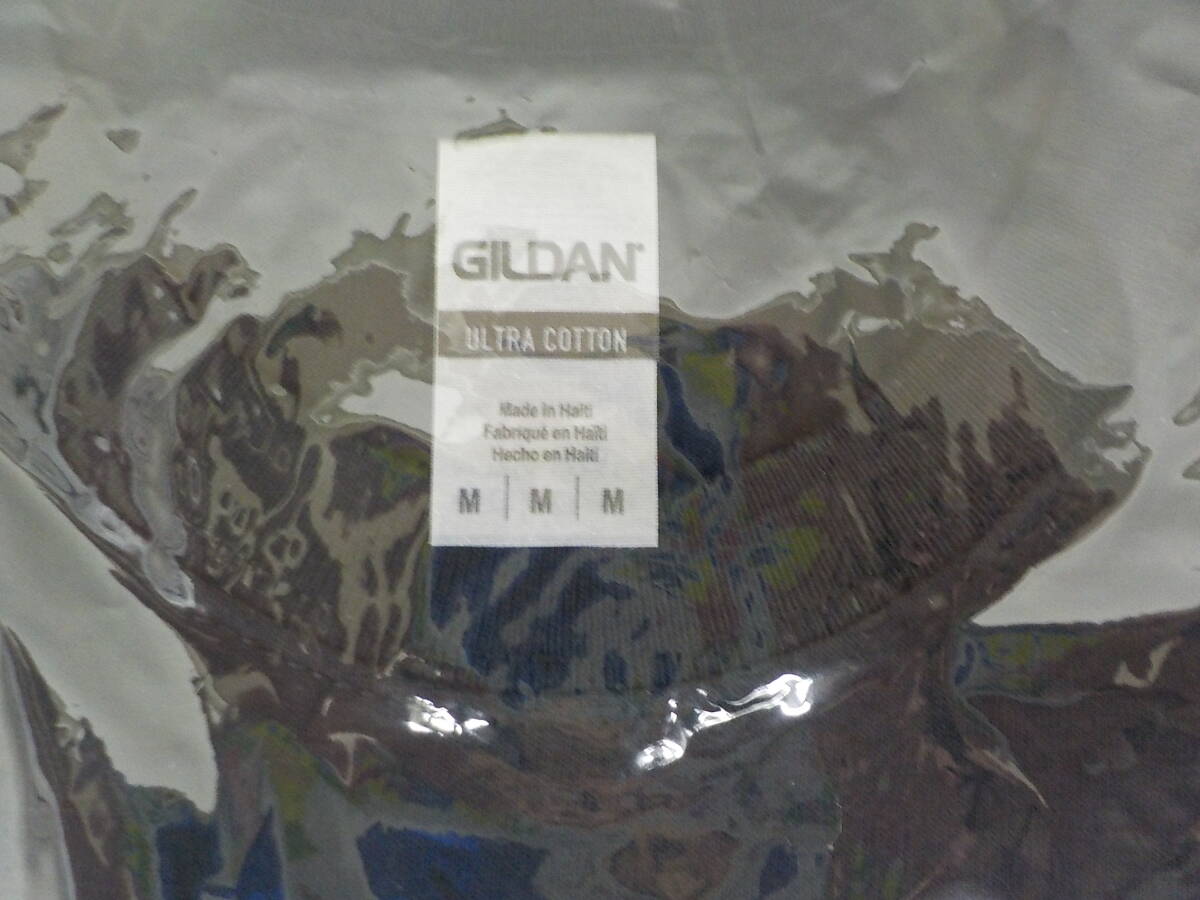 GILDAN®
ULTRA COTTON
Made in Haiti
Fabriqué en Haïti
Hecho en Haití
M | M | M